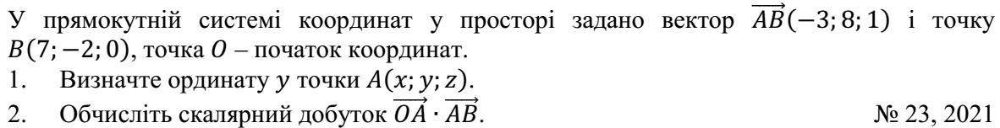 У прямокутній системі координат у просторі задано вектор $\overrightarrow{AB}(-3; 8; 1)$ і точку
$B(7; -2; 0)$, точка $O$ – початок координат.
1. Визначте ординату $y$ точки $A(x; y; z)$.
2. Обчисліть скалярний добуток $\overrightarrow{OA} \cdot \overrightarrow{AB}$. № 23, 2021